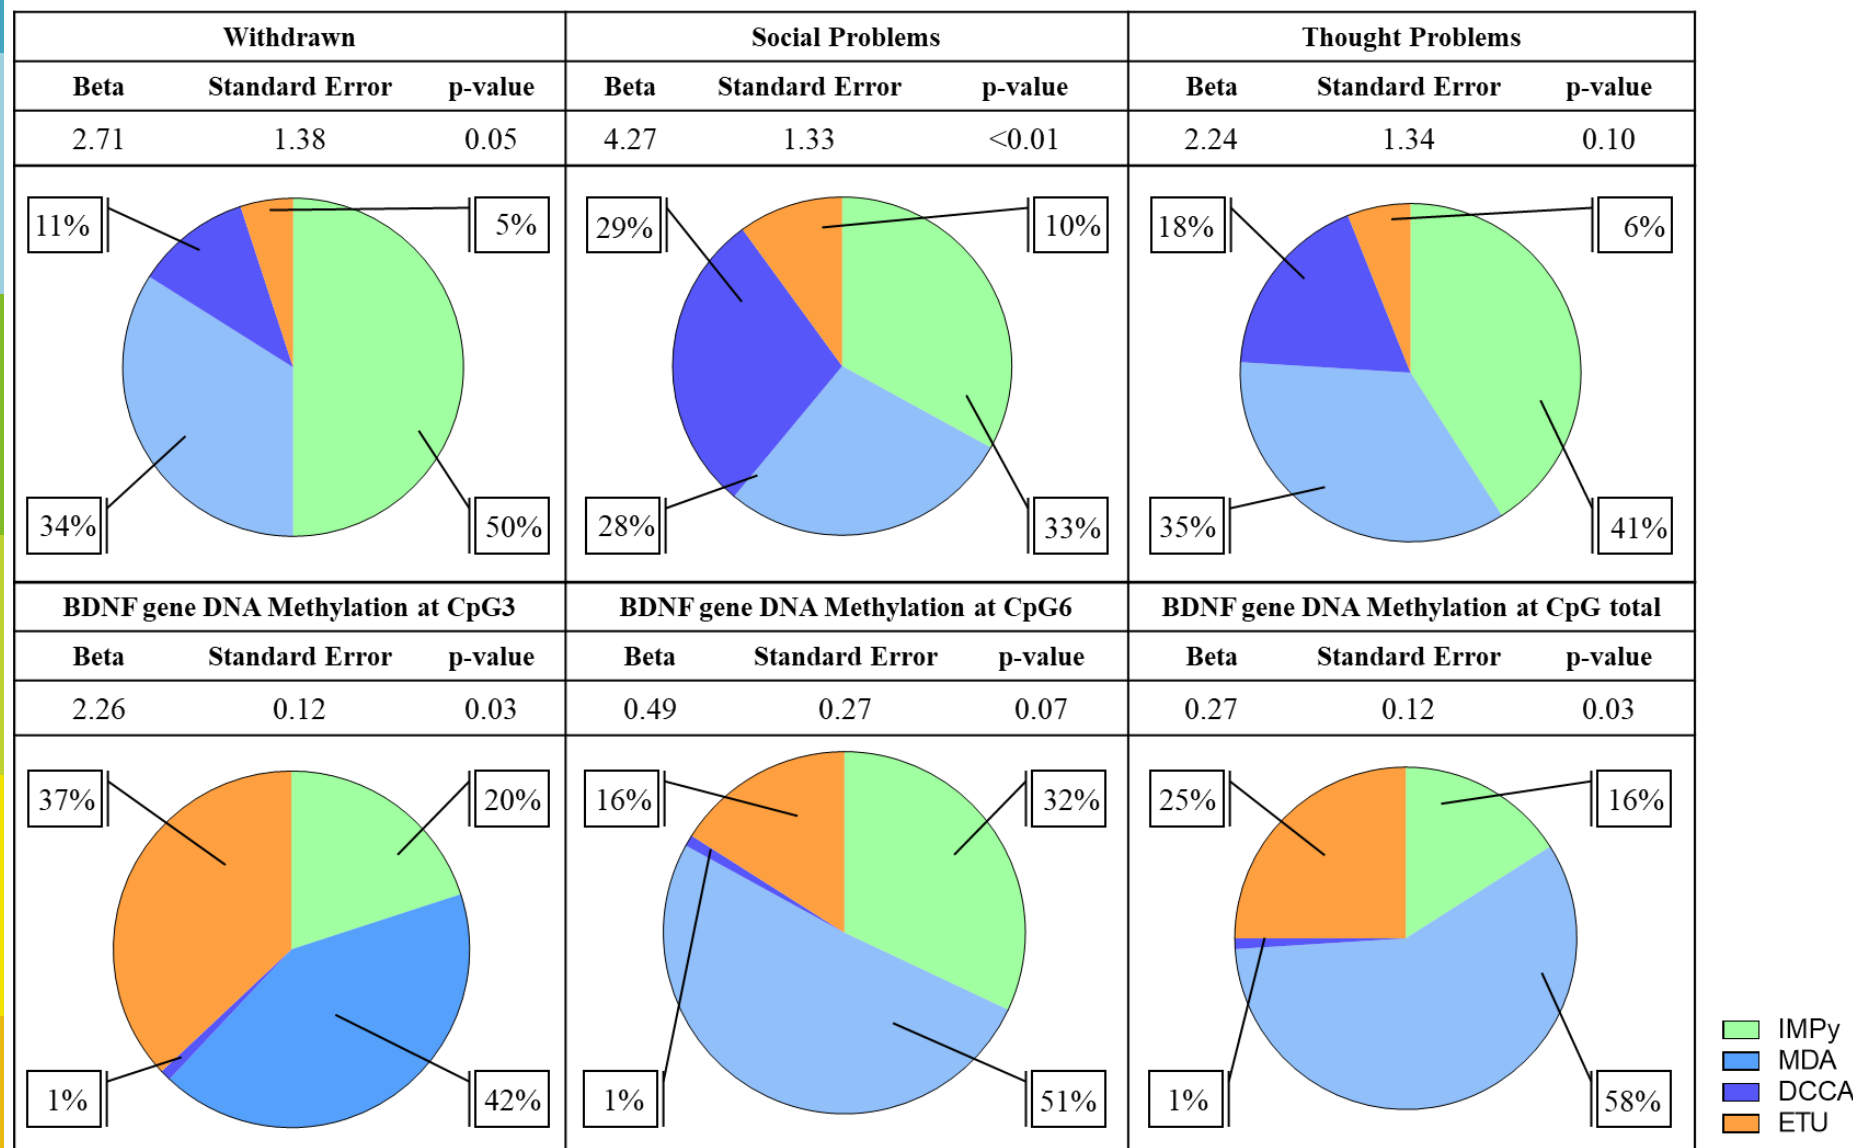 Withdrawn Social Problems Thought Problems
Beta Standard Error p-value Beta Standard Error p-value Beta Standard Error p-value
2.71 1.38 0.05 4.27 1.33 <0.01 2.24 1.34 0.10
11% 5% 29% 10% 18% 6%
34% 50% 28% 33% 35% 41%
BDNF gene DNA Methylation at CpG3 BDNF gene DNA Methylation at CpG6 BDNF gene DNA Methylation at CpG total
Beta Standard Error p-value Beta Standard Error p-value Beta Standard Error p-value
2.26 0.12 0.03 0.49 0.27 0.07 0.27 0.12 0.03
37% 20% 16% 32% 25% 16%
1% 42% 1% 51% 1% 58%
IMPy
MDA
DCCA
ETU